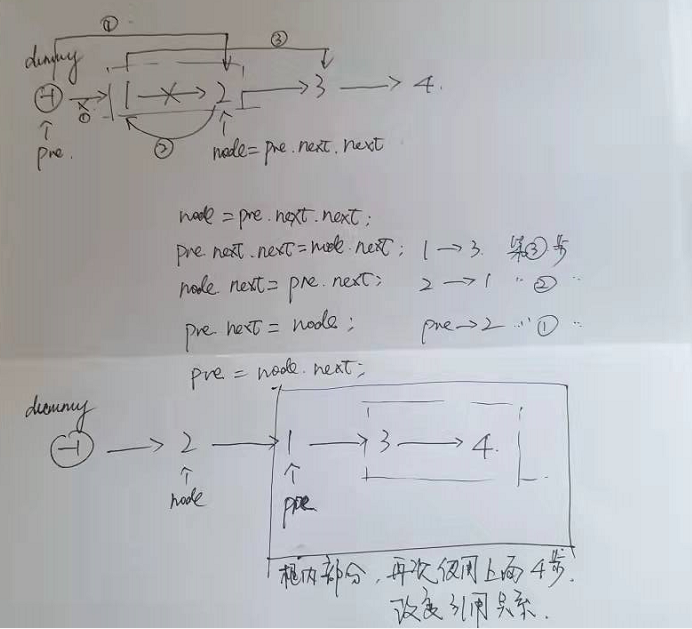 ① ③
dummy
-1 1 2 3 4.
①
② node=pre.next.next
pre.
node=pre.next.next;
pre.next.next=node.next; 1→3. 第③步
node.next=pre.next; 2→1 " ② "
pre.next=node; pre→2 " ① "
pre=node.next;
dummy
-1 → 2 → 1 → 3 → 4.
node pre
框内部分,再次使用上面4步.
改变引用关系.